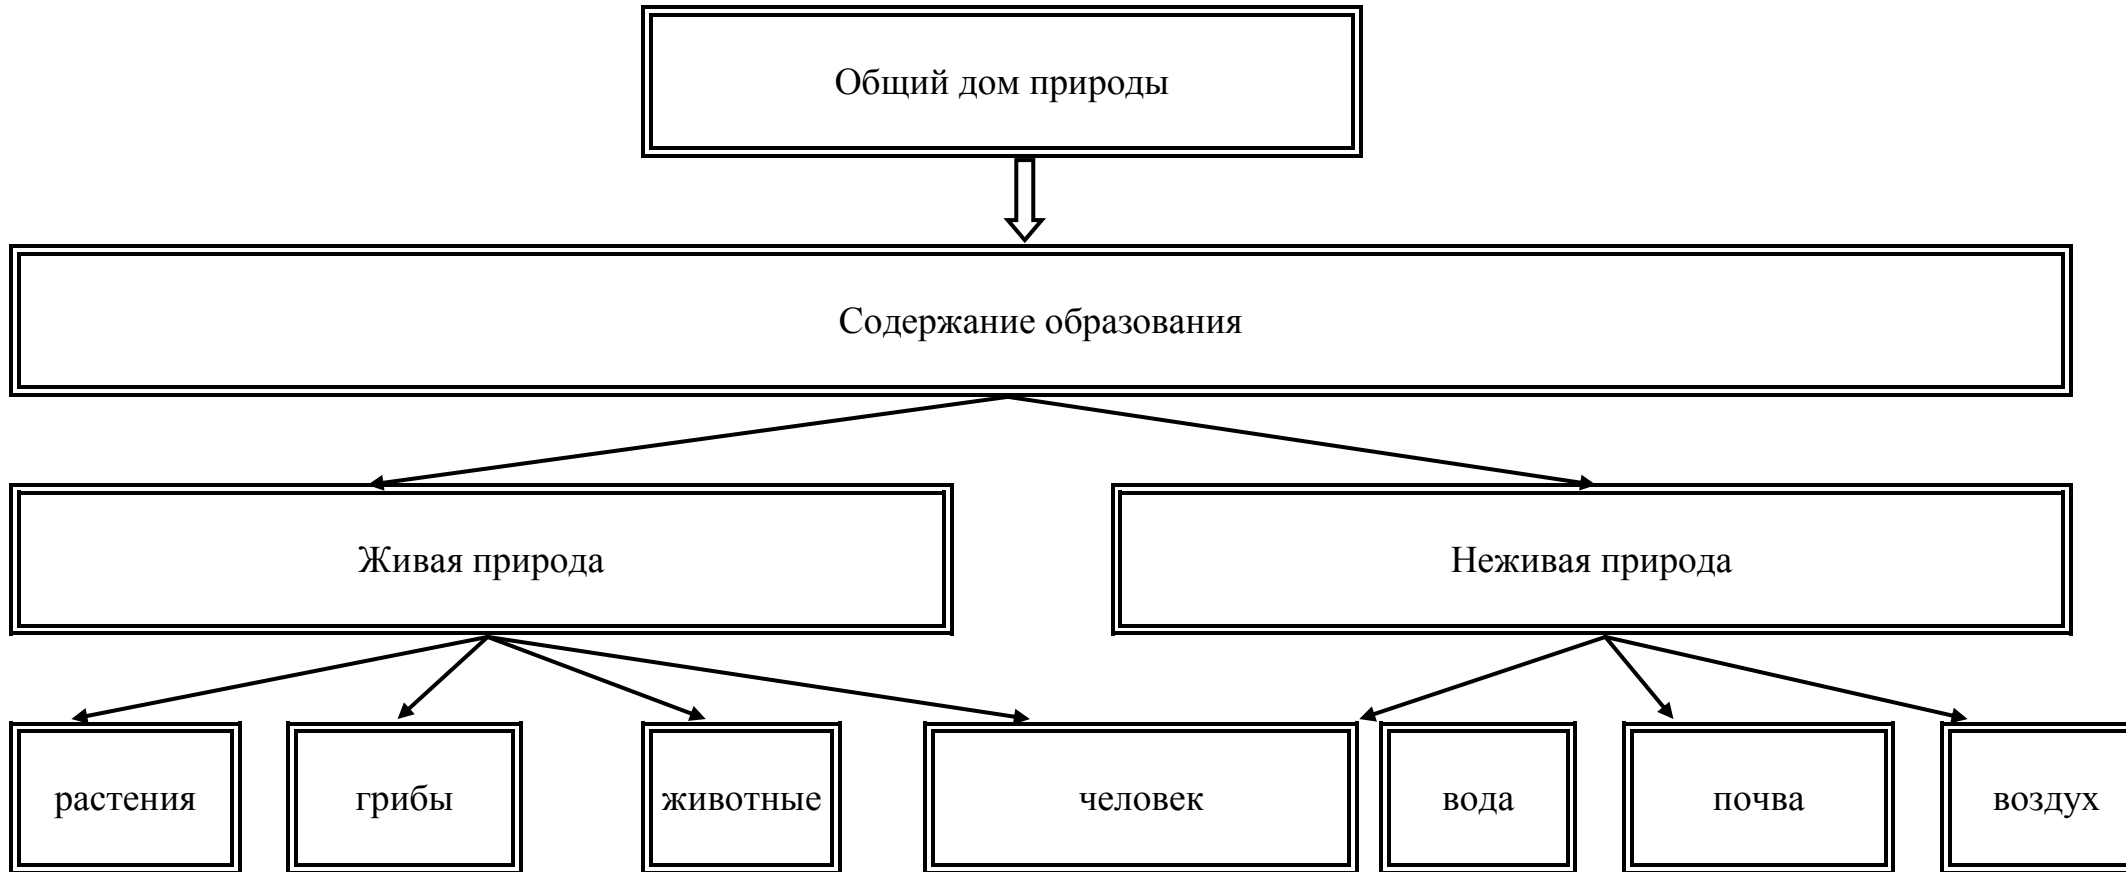 Общий дом природы
Содержание образования
Живая природа
Неживая природа
растения
грибы
животные
человек
вода
почва
воздух